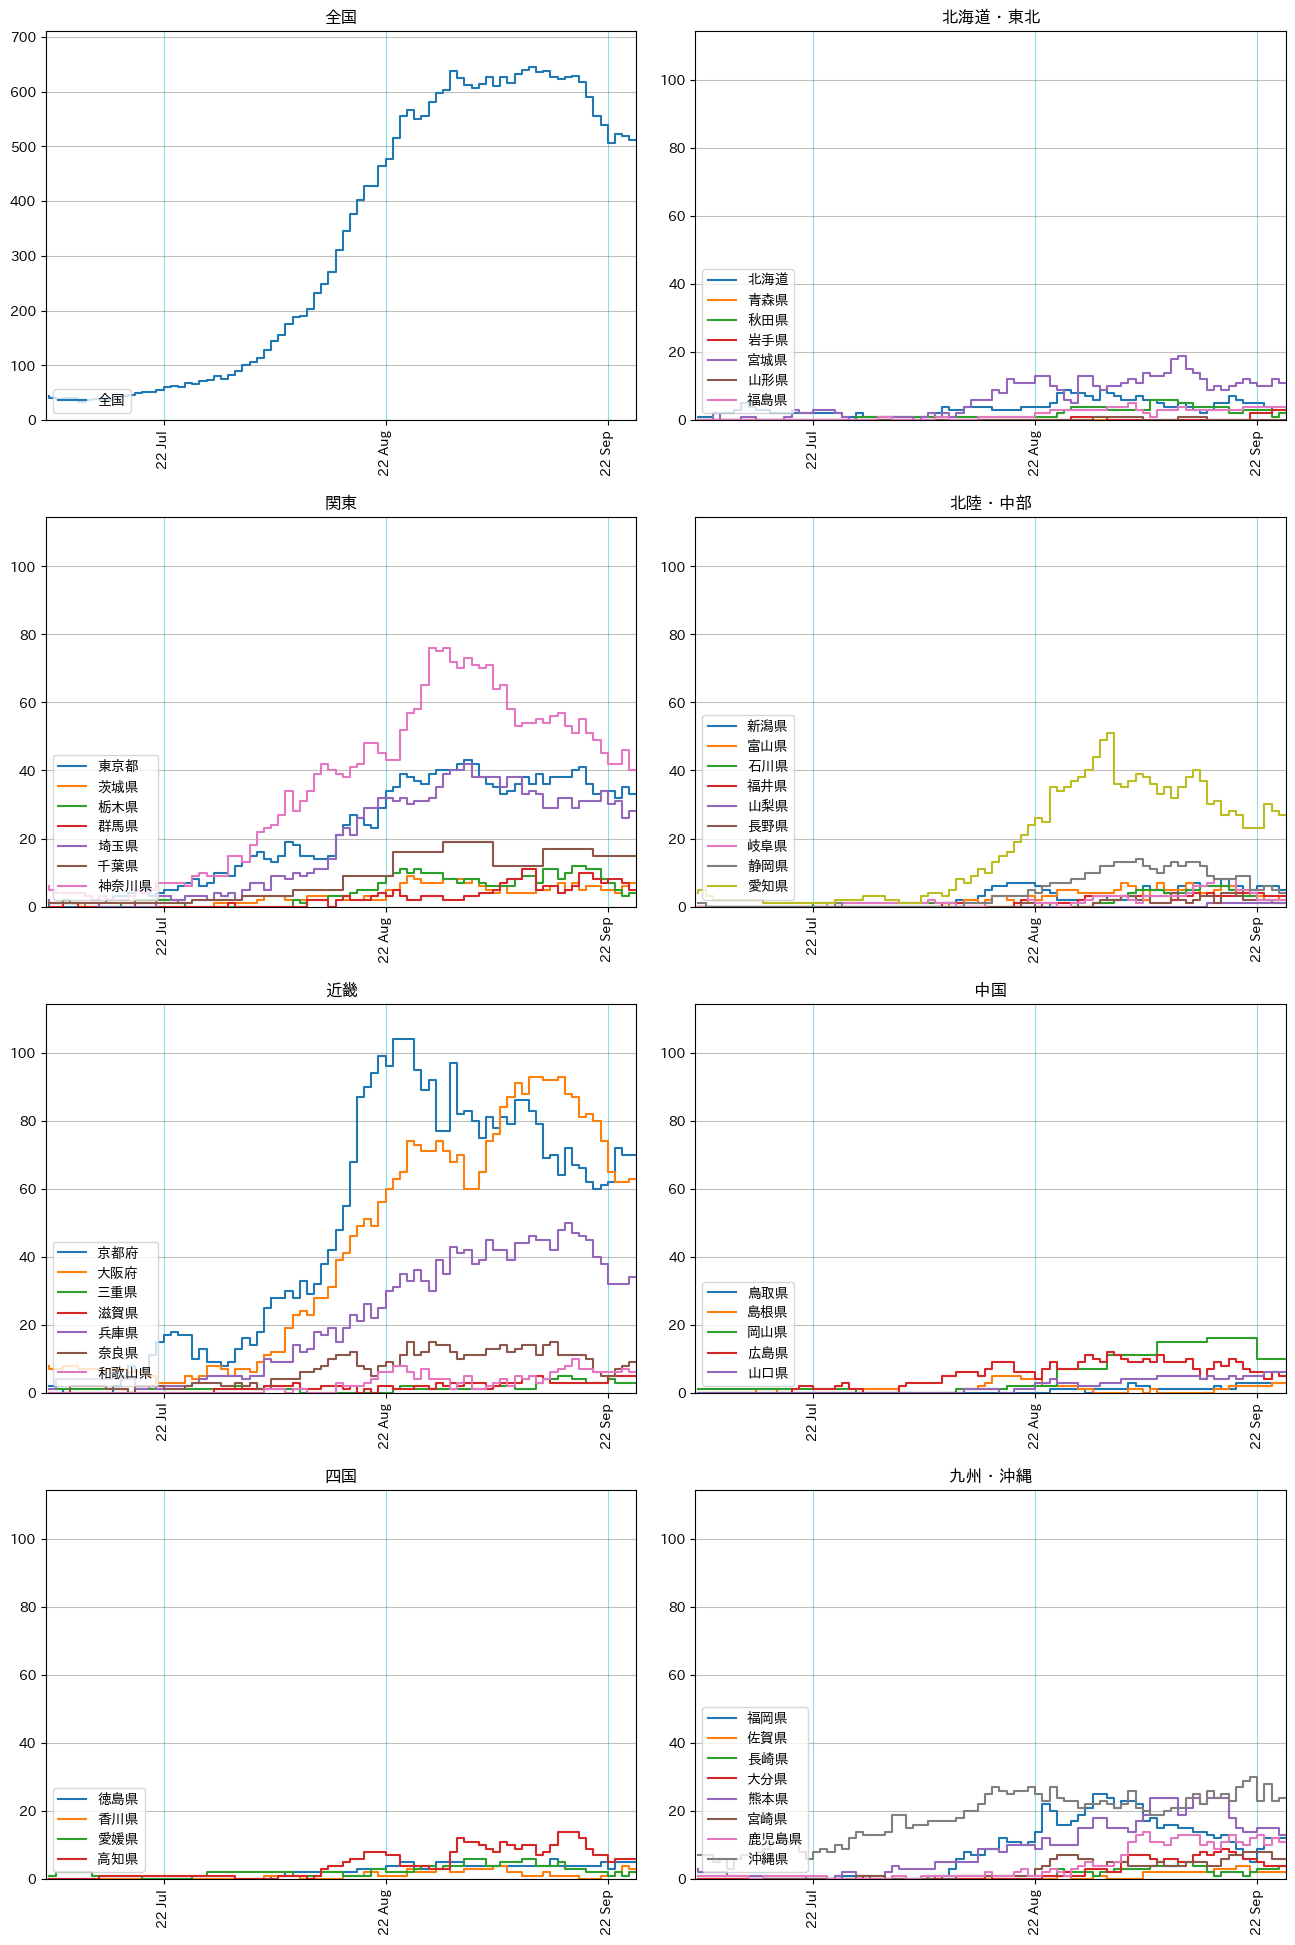 全国
700
600
500
400
300
200
100
0
全国
22 Jul
22 Aug
22 Sep
北海道・東北
100
80
60
40
20
0
北海道
青森県
秋田県
岩手県
宮城県
山形県
福島県
22 Jul
22 Aug
22 Sep
関東
100
80
60
40
20
0
東京都
茨城県
栃木県
群馬県
埼玉県
千葉県
神奈川県
22 Jul
22 Aug
22 Sep
北陸・中部
100
80
60
40
20
0
新潟県
富山県
石川県
福井県
山梨県
長野県
岐阜県
静岡県
愛知県
22 Jul
22 Aug
22 Sep
近畿
100
80
60
40
20
0
京都府
大阪府
三重県
滋賀県
兵庫県
奈良県
和歌山県
22 Jul
22 Aug
22 Sep
中国
100
80
60
40
20
0
鳥取県
島根県
岡山県
広島県
山口県
22 Jul
22 Aug
22 Sep
四国
100
80
60
40
20
0
徳島県
香川県
愛媛県
高知県
22 Jul
22 Aug
22 Sep
九州・沖縄
100
80
60
40
20
0
福岡県
佐賀県
長崎県
大分県
熊本県
宮崎県
鹿児島県
沖縄県
22 Jul
22 Aug
22 Sep